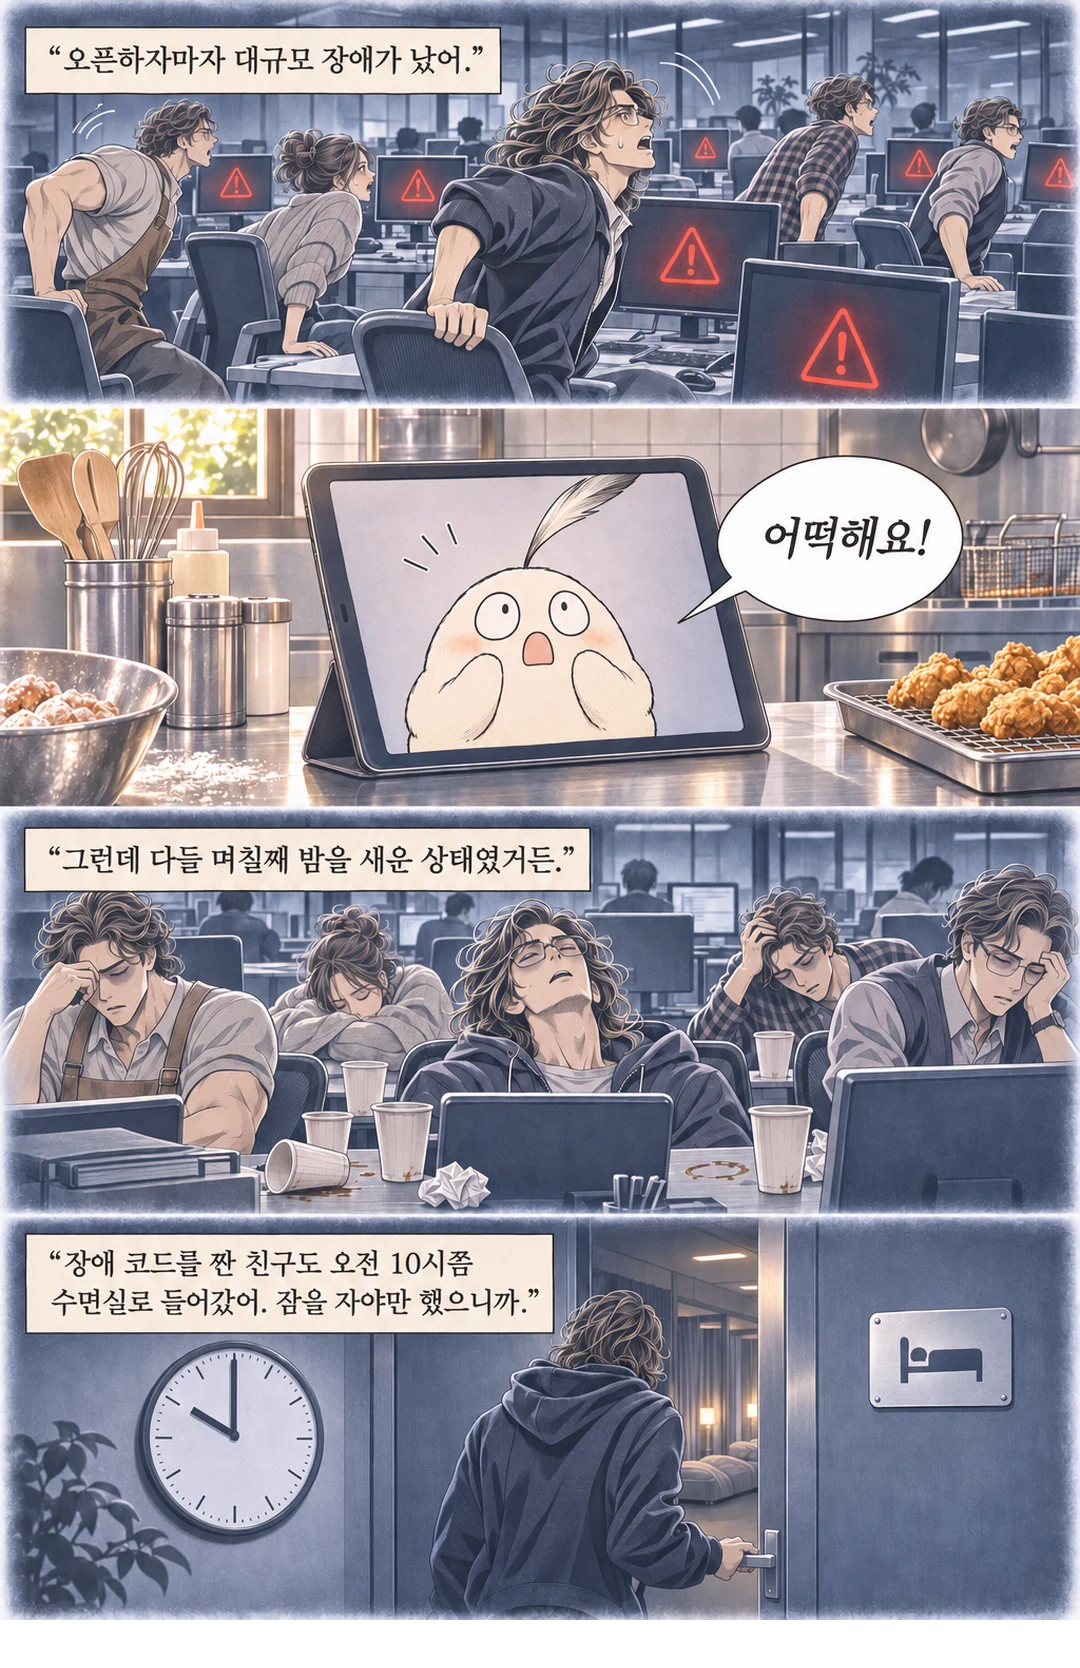 “오픈하자마자 대규모 장애가 났어.”
어떡해요!
“그런데 다들 며칠째 밤을 새운 상태였거든.”
“장애 코드를 짠 친구도 오전 10시쯤
수면실로 들어갔어. 잠을 자야만 했으니까.”